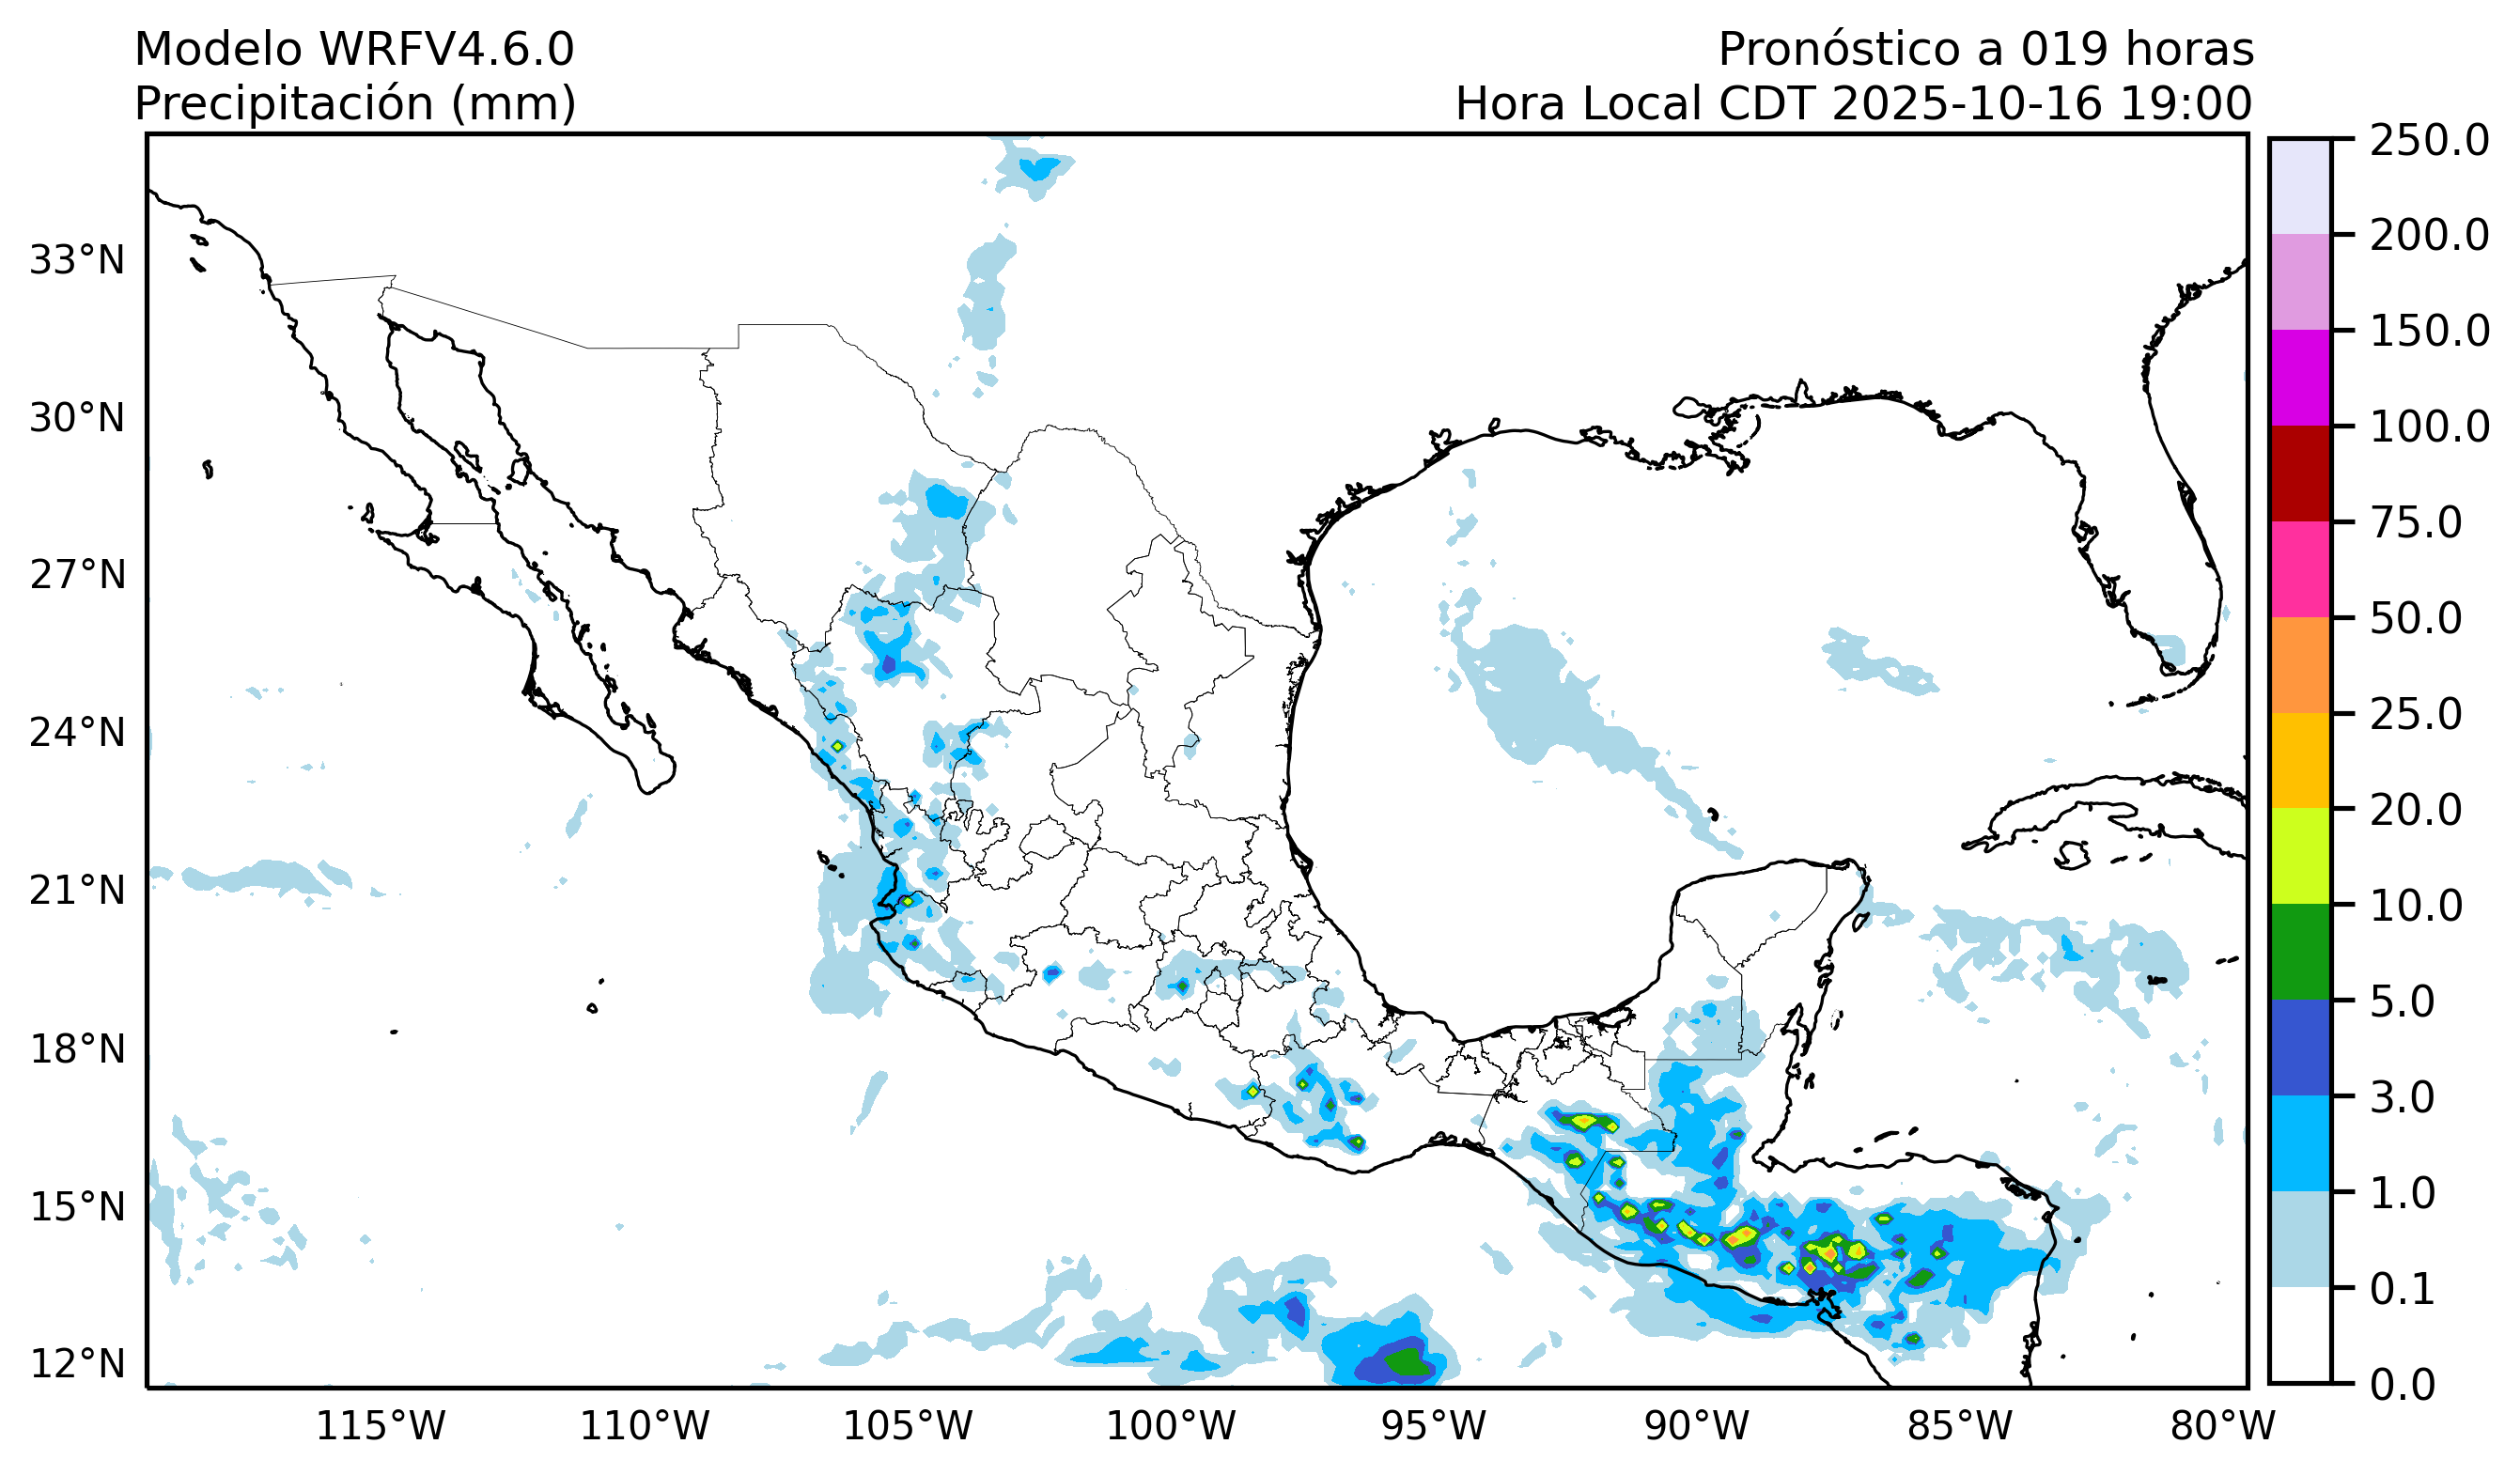 Modelo WRFV4.6.0
Precipitación (mm)
Pronóstico a 019 horas
Hora Local CDT 2025-10-16 19:00
33°N
30°N
27°N
24°N
21°N
18°N
15°N
12°N
115°W
110°W
105°W
100°W
95°W
90°W
85°W
80°W
250.0
200.0
150.0
100.0
75.0
50.0
25.0
20.0
10.0
5.0
3.0
1.0
0.1
0.0